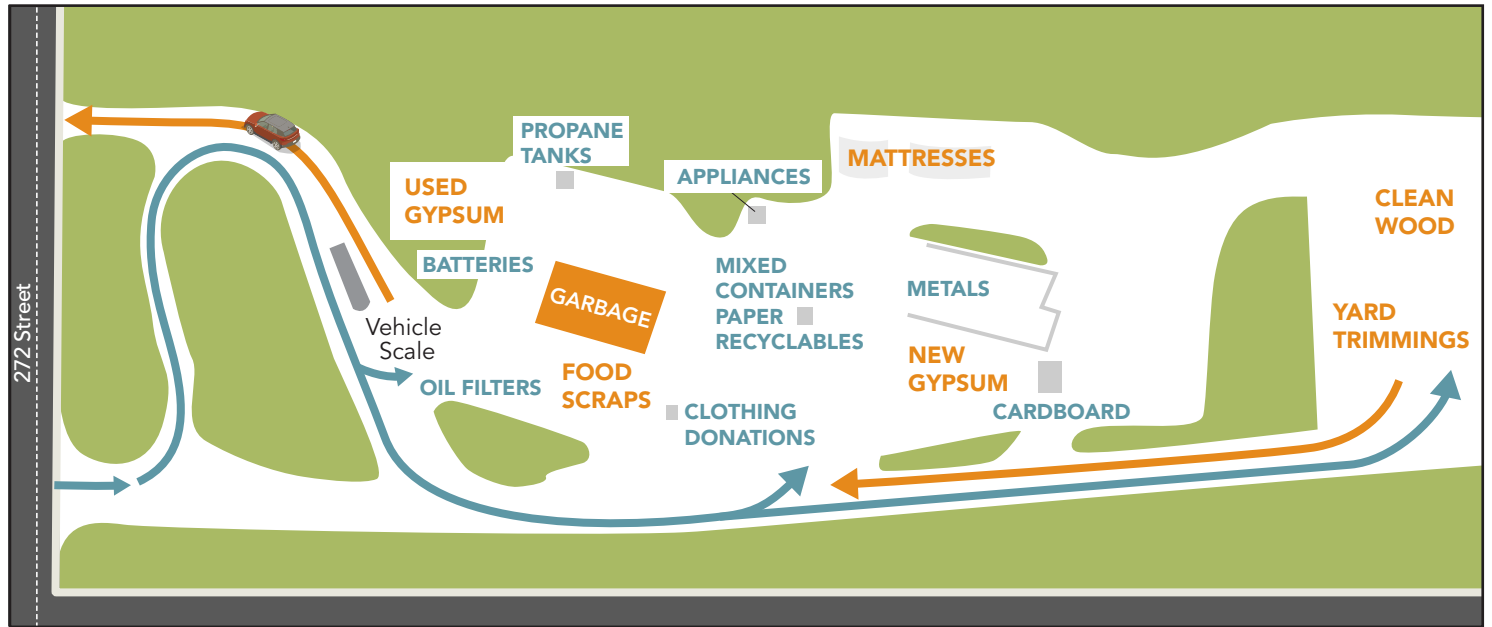 272 Street
PROPANE
TANKS
USED
GYPSUM
BATTERIES
Vehicle
Scale
OIL FILTERS
GARBAGE
FOOD
SCRAPS
APPLIANCES
MIXED
CONTAINERS
PAPER
RECYCLABLES
CLOTHING
DONATIONS
MATTRESSES
METALS
NEW
GYPSUM
CARDBOARD
CLEAN
WOOD
YARD
TRIMMINGS